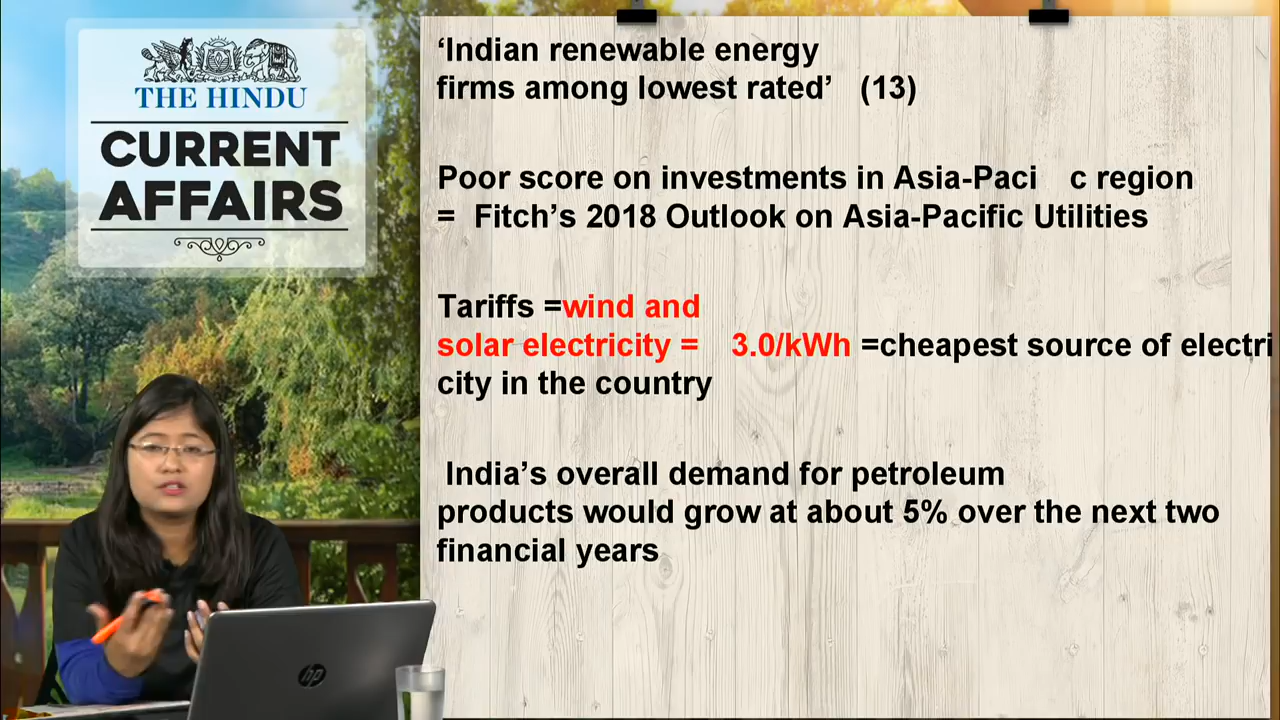 THE HINDU
CURRENT
AFFAIRS
‘Indian renewable energy
firms among lowest rated’ (13)
Poor score on investments in Asia-Paci c region
= Fitch’s 2018 Outlook on Asia-Pacific Utilities
Tariffs =wind and
solar electricity = 3.0/kWh =cheapest source of electri
city in the country
India’s overall demand for petroleum
products would grow at about 5% over the next two
financial years
hp